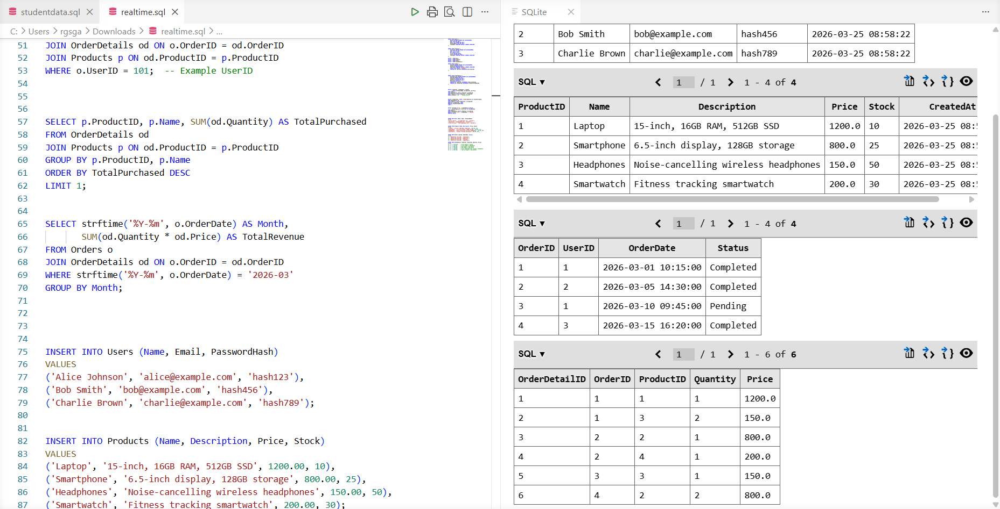 studentdata.sql
realtime.sql
C: > Users > rgsga > Downloads > realtime.sql > ...
51 JOIN OrderDetails od ON o.OrderID = od.OrderID
52 JOIN Products p ON od.ProductID = p.ProductID
53 WHERE o.UserID = 101;  -- Example UserID
54
55
56
57 SELECT p.ProductID, p.Name, SUM(od.Quantity) AS TotalPurchased
58 FROM OrderDetails od
59 JOIN Products p ON od.ProductID = p.ProductID
60 GROUP BY p.ProductID, p.Name
61 ORDER BY TotalPurchased DESC
62 LIMIT 1;
63
64
65 SELECT strftime('%Y-%m', o.OrderDate) AS Month,
66        SUM(od.Quantity * od.Price) AS TotalRevenue
67 FROM Orders o
68 JOIN OrderDetails od ON o.OrderID = od.OrderID
69 WHERE strftime('%Y-%m', o.OrderDate) = '2026-03'
70 GROUP BY Month;
71
72
73
74
75 INSERT INTO Users (Name, Email, PasswordHash)
76 VALUES
77 ('Alice Johnson', 'alice@example.com', 'hash123'),
78 ('Bob Smith', 'bob@example.com', 'hash456'),
79 ('Charlie Brown', 'charlie@example.com', 'hash789');
80
81
82 INSERT INTO Products (Name, Description, Price, Stock)
83 VALUES
84 ('Laptop', '15-inch, 16GB RAM, 512GB SSD', 1200.00, 10),
85 ('Smartphone', '6.5-inch display, 128GB storage', 800.00, 25),
86 ('Headphones', 'Noise-cancelling wireless headphones', 150.00, 50),
87 ('Smartwatch', 'Fitness tracking smartwatch', 200.00, 30);
SQLite
2 Bob Smith bob@example.com hash456 2026-03-25 08:58:22
3 Charlie Brown charlie@example.com hash789 2026-03-25 08:58:22
SQL ▼ 1 / 1 1 - 4 of 4
ProductID Name Description Price Stock CreatedAt
1 Laptop 15-inch, 16GB RAM, 512GB SSD 1200.0 10 2026-03-25 08:
2 Smartphone 6.5-inch display, 128GB storage 800.0 25 2026-03-25 08:
3 Headphones Noise-cancelling wireless headphones 150.0 50 2026-03-25 08:
4 Smartwatch Fitness tracking smartwatch 200.0 30 2026-03-25 08:
SQL ▼ 1 / 1 1 - 4 of 4
OrderID UserID OrderDate Status
1 1 2026-03-01 10:15:00 Completed
2 2 2026-03-05 14:30:00 Completed
3 1 2026-03-10 09:45:00 Pending
4 3 2026-03-15 16:20:00 Completed
SQL ▼ 1 / 1 1 - 6 of 6
OrderDetailID OrderID ProductID Quantity Price
1 1 1 1 1200.0
2 1 3 2 150.0
3 2 2 1 800.0
4 2 4 1 200.0
5 3 3 1 150.0
6 4 2 2 800.0